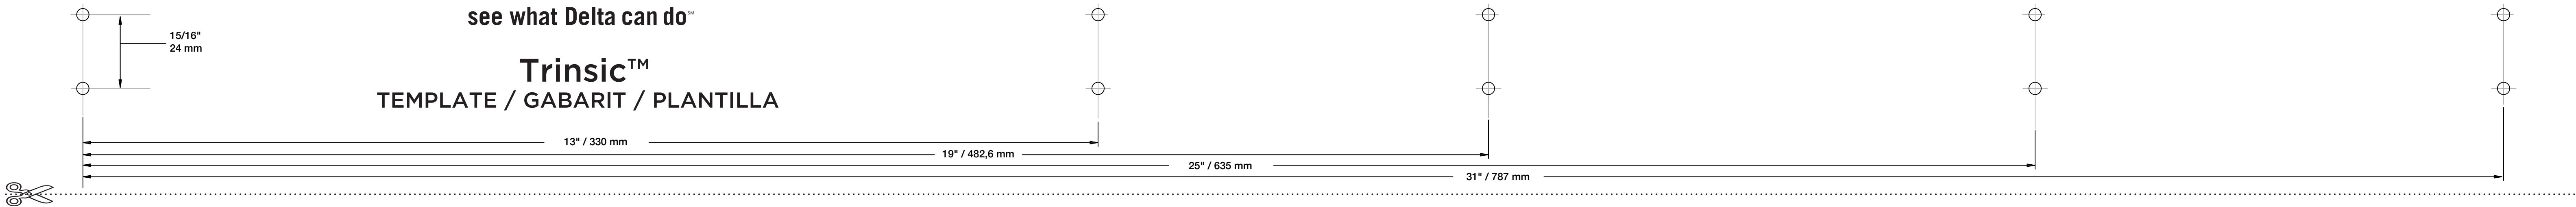 see what Delta can do℠
15/16"
24 mm
Trinsic™
TEMPLATE / GABARIT / PLANTILLA
13" / 330 mm
19" / 482,6 mm
25" / 635 mm
31" / 787 mm